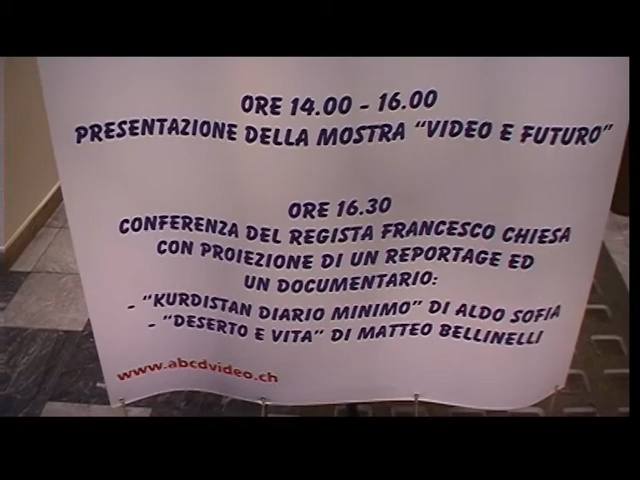 ORE 14.00 - 16.00
PRESENTAZIONE DELLA MOSTRA "VIDEO E FUTURO"
ORE 16.30
CONFERENZA DEL REGISTA FRANCESCO CHIESA
CON PROIEZIONE DI UN REPORTAGE ED
UN DOCUMENTARIO:
- "KURDISTAN DIARIO MINIMO" DI ALDO SOFIA
- "DESERTO E VITA" DI MATTEO BELLINELLI
www.abcdvideo.ch